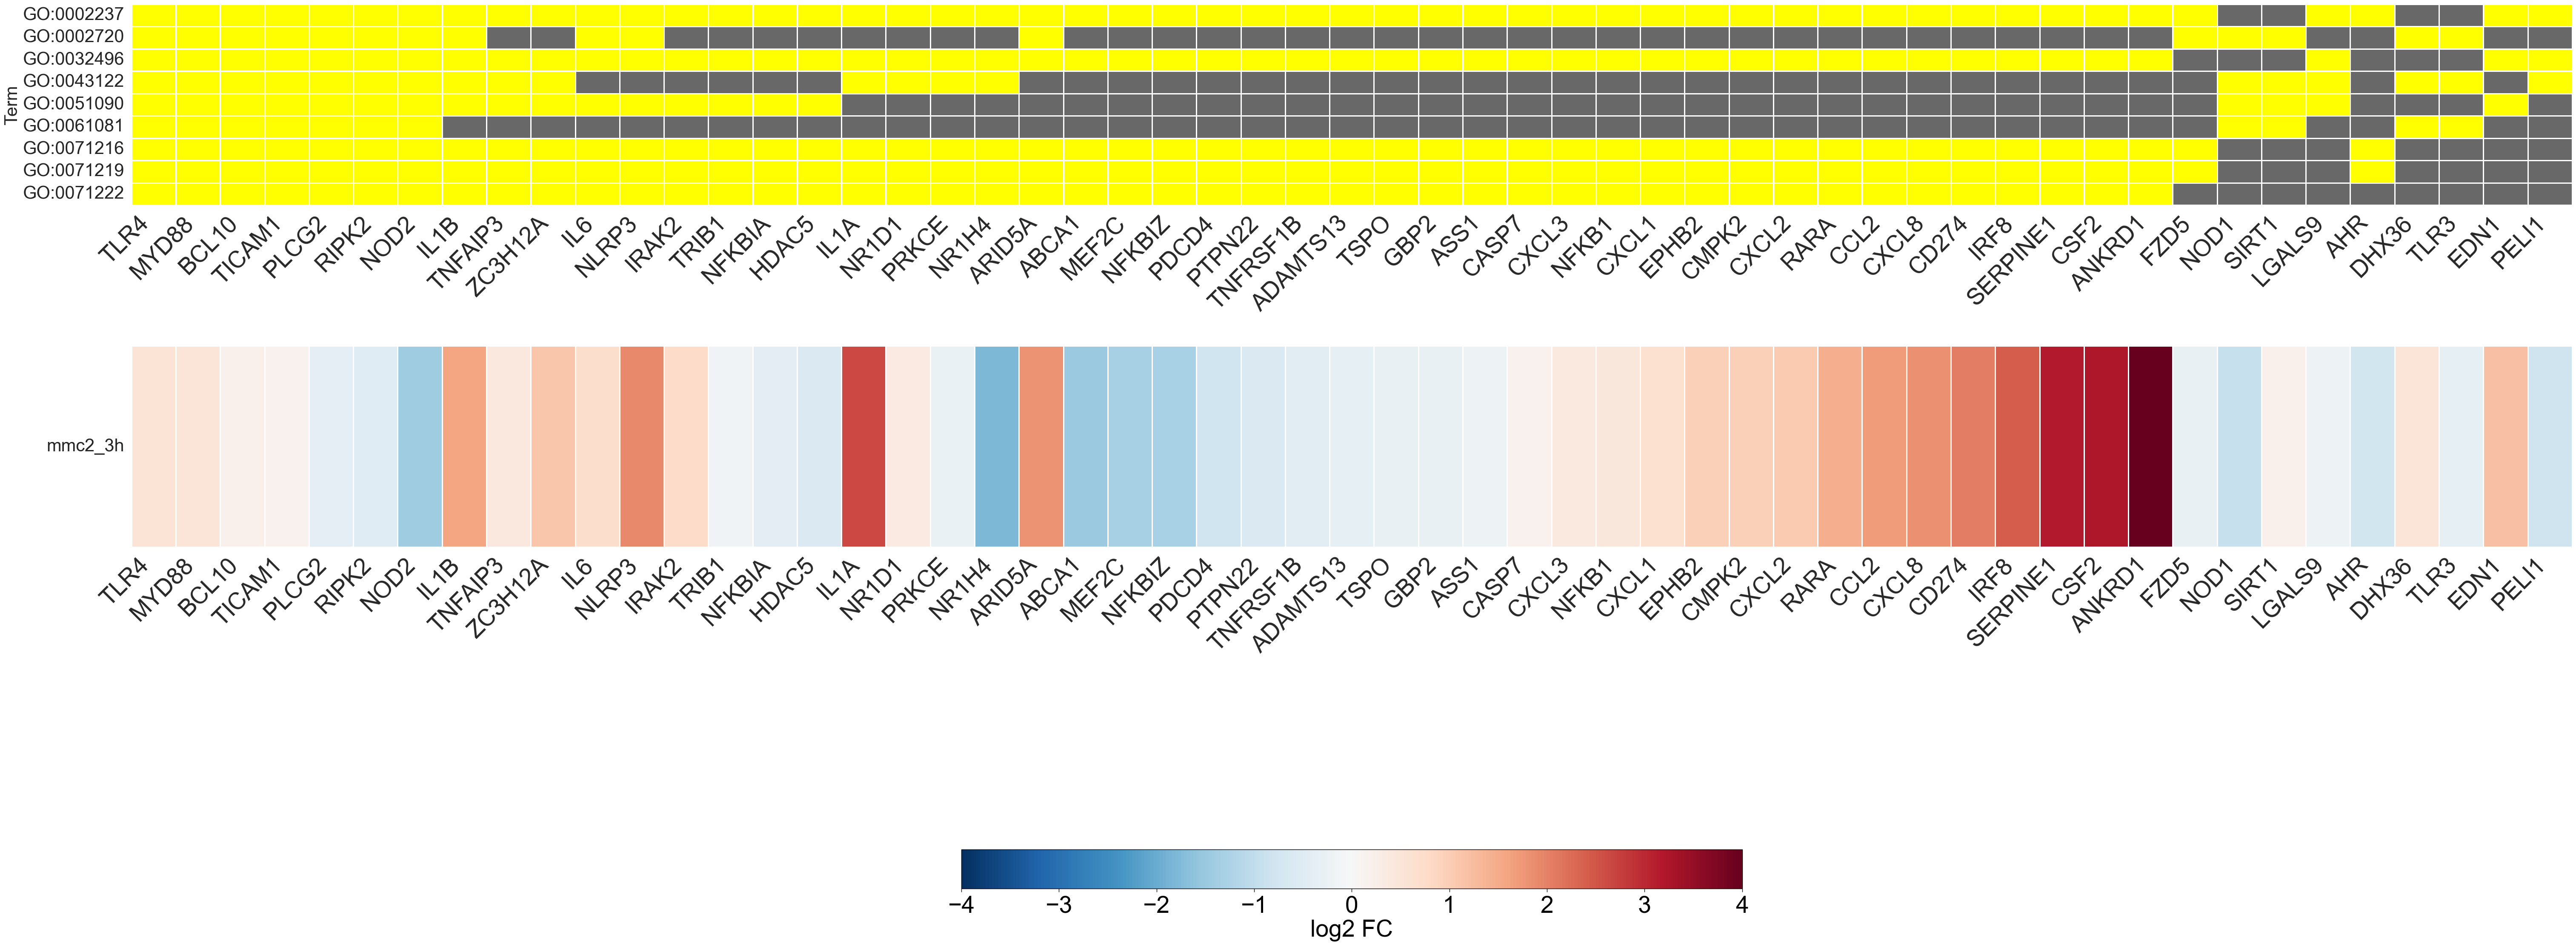 Term
GO:0002237
GO:0002720
GO:0032496
GO:0043122
GO:0051090
GO:0061081
GO:0071216
GO:0071219
GO:0071222
TLR4 MYD88 BCL10 TICAM1 PLCG2 RIPK2 NOD2 IL1B TNFAIP3 ZC3H12A IL6 NLRP3 IRAK2 TRIB1 NFKBIA HDAC5 IL1A NR1D1 PRKCE NR1H4 ARID5A ABCA1 MEF2C NFKBIZ PDCD4 PTPN22 TNFRSF1B ADAMTS13 TSPO GBP2 ASS1 CASP7 CXCL3 NFKB1 CXCL1 EPHB2 CMPK2 CXCL2 RARA CCL2 CXCL8 CD274 IRF8 SERPINE1 CSF2 ANKRD1 FZD5 NOD1 SIRT1 LGALS9 AHR DHX36 TLR3 EDN1 PELI1
mmc2_3h
TLR4 MYD88 BCL10 TICAM1 PLCG2 RIPK2 NOD2 IL1B TNFAIP3 ZC3H12A IL6 NLRP3 IRAK2 TRIB1 NFKBIA HDAC5 IL1A NR1D1 PRKCE NR1H4 ARID5A ABCA1 MEF2C NFKBIZ PDCD4 PTPN22 TNFRSF1B ADAMTS13 TSPO GBP2 ASS1 CASP7 CXCL3 NFKB1 CXCL1 EPHB2 CMPK2 CXCL2 RARA CCL2 CXCL8 CD274 IRF8 SERPINE1 CSF2 ANKRD1 FZD5 NOD1 SIRT1 LGALS9 AHR DHX36 TLR3 EDN1 PELI1
−4 −3 −2 −1 0 1 2 3 4
log2 FC